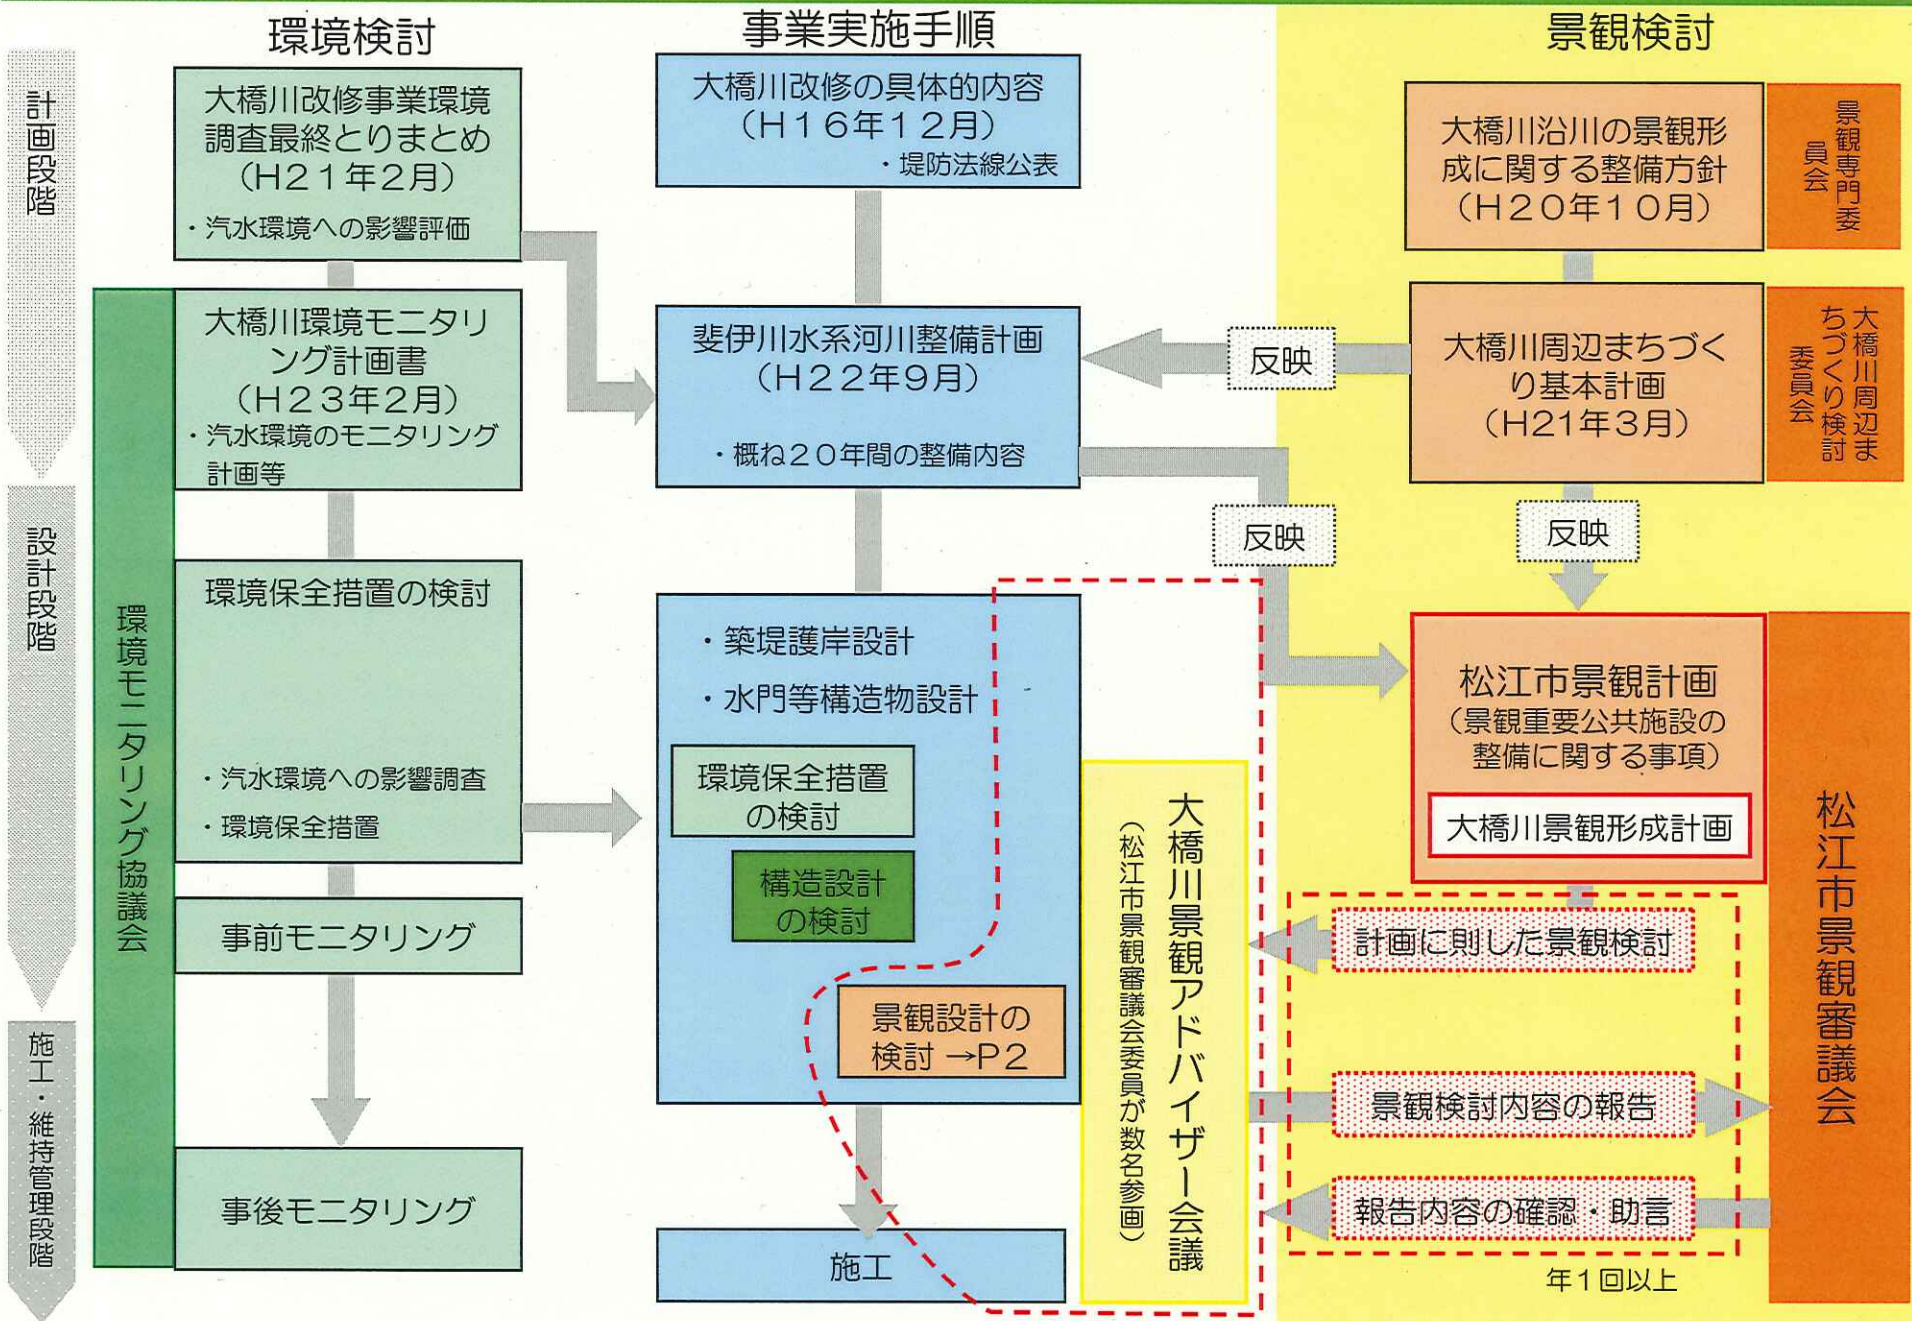 環境検討
事業実施手順
景観検討
計画段階
設計段階
施工・維持管理段階
環境モニタリング協議会
大橋川改修事業環境
調査最終とりまとめ
(H21年2月)
・汽水環境への影響評価
大橋川環境モニタリ
ング計画書
(H23年2月)
・汽水環境のモニタリング
計画等
環境保全措置の検討
・汽水環境への影響調査
・環境保全措置
事前モニタリング
事後モニタリング
大橋川改修の具体的内容
(H16年12月)
・堤防法線公表
斐伊川水系河川整備計画
(H22年9月)
・概ね20年間の整備内容
・築堤護岸設計
・水門等構造物設計
環境保全措置
の検討
構造設計
の検討
景観設計の
検討 →P2
施工
大橋川景観アドバイザー会議
(松江市景観審議会委員が数名参画)
大橋川沿川の景観形
成に関する整備方針
(H20年10月)
景観専門委
員会
大橋川周辺まちづく
り基本計画
(H21年3月)
大橋川周辺ま
ちづくり検討
委員会
反映
反映
反映
松江市景観計画
(景観重要公共施設の
整備に関する事項)
大橋川景観形成計画
計画に則した景観検討
景観検討内容の報告
報告内容の確認・助言
年1回以上
松江市景観審議会